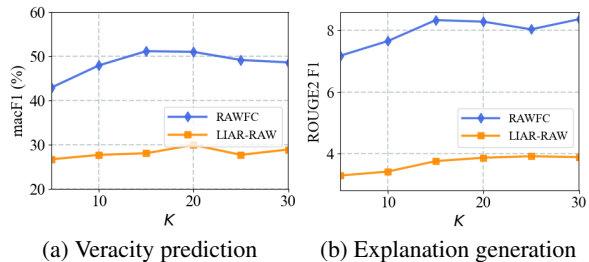 60
50
40
30
20
macF1 (%)
RAWFC
LIAR-RAW
10
20
30
K
(a) Veracity prediction
8
6
4
ROUGE2 F1
RAWFC
LIAR-RAW
10
20
30
K
(b) Explanation generation